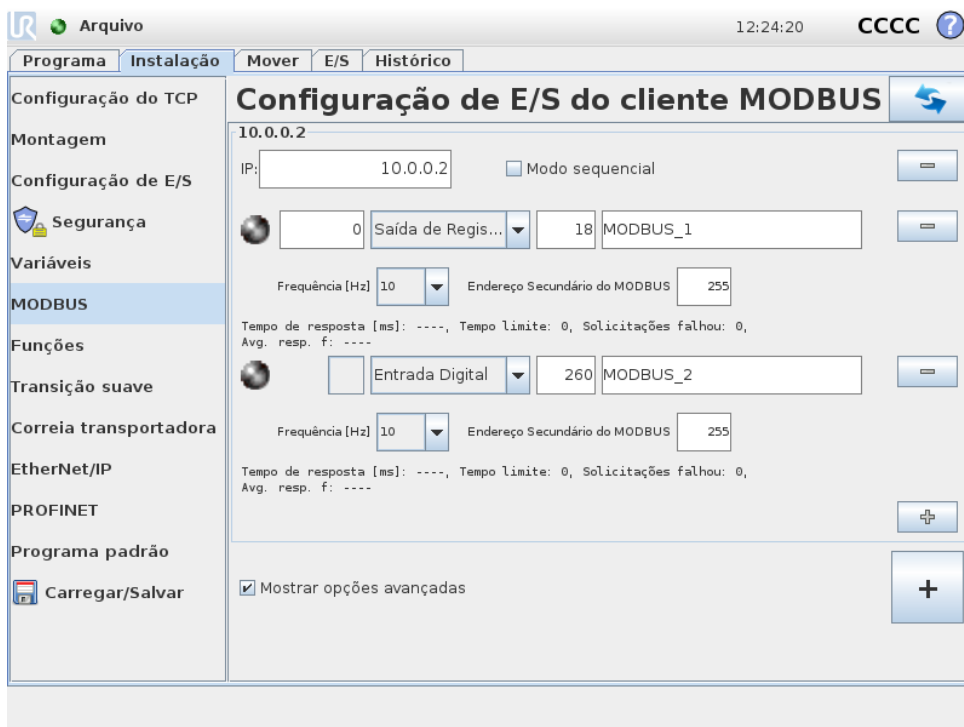 UR Arquivo 12:24:20 CCCC ?
Programa Instalação Mover E/S Histórico
Configuração do TCP
Montagem
Configuração de E/S
Segurança
Variáveis
MODBUS
Funções
Transição suave
Correia transportadora
EtherNet/IP
PROFINET
Programa padrão
Carregar/Salvar
Configuração de E/S do cliente MODBUS
10.0.0.2
IP: 10.0.0.2 Modo sequencial
0 Saída de Regis... 18 MODBUS_1
Frequência [Hz] 10 Endereço Secundário do MODBUS 255
Tempo de resposta [ms]: ----, Tempo limite: 0, Solicitações falhou: 0,
Avg. resp. f: ----
Entrada Digital 260 MODBUS_2
Frequência [Hz] 10 Endereço Secundário do MODBUS 255
Tempo de resposta [ms]: ----, Tempo limite: 0, Solicitações falhou: 0,
Avg. resp. f: ----
Mostrar opções avançadas